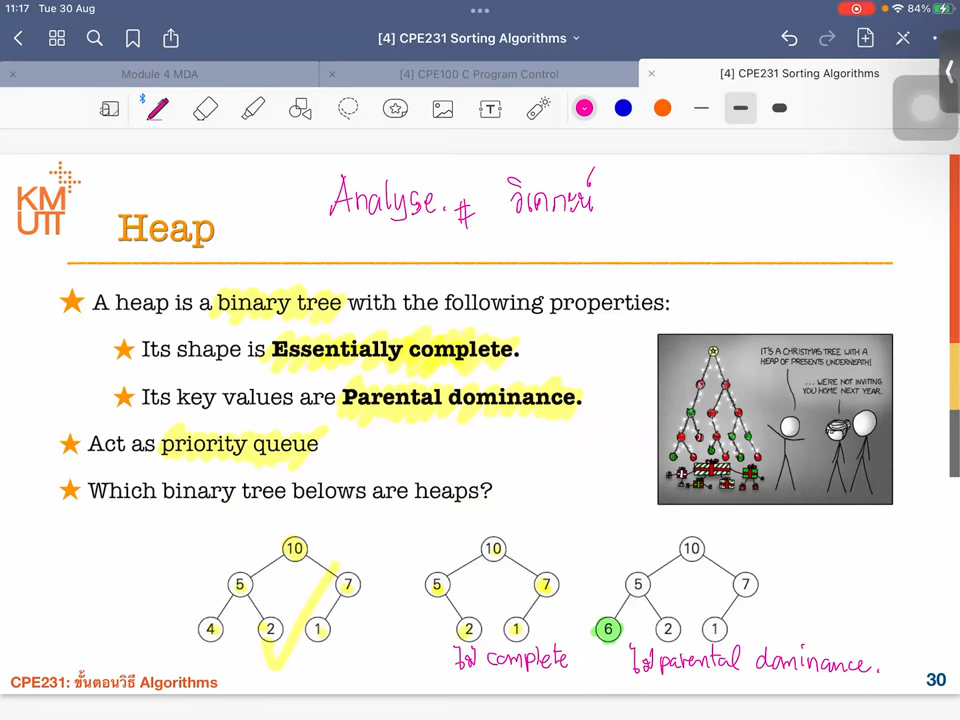 11:17 Tue 30 Aug
84%
[4] CPE231 Sorting Algorithms
Module 4 MDA
[4] CPE100 C Program Control
[4] CPE231 Sorting Algorithms
KM
UTT
Analyse. # วิเคาะห์
Heap
A heap is a binary tree with the following properties:
Its shape is Essentially complete.
Its key values are Parental dominance.
Act as priority queue
Which binary tree belows are heaps?
IT'S A CHRISTMAS TREE WITH A
HEAP OF PRESENTS UNDERNEATH!
... WE'RE NOT INVITING
YOU HOME NEXT YEAR.
10 10 10
5 7 5 7 5 7
4 2 1 2 1 6 2 1
ไม่ complete
ไม่ parental dominance.
CPE231: ขั้นตอนวิธี Algorithms
30